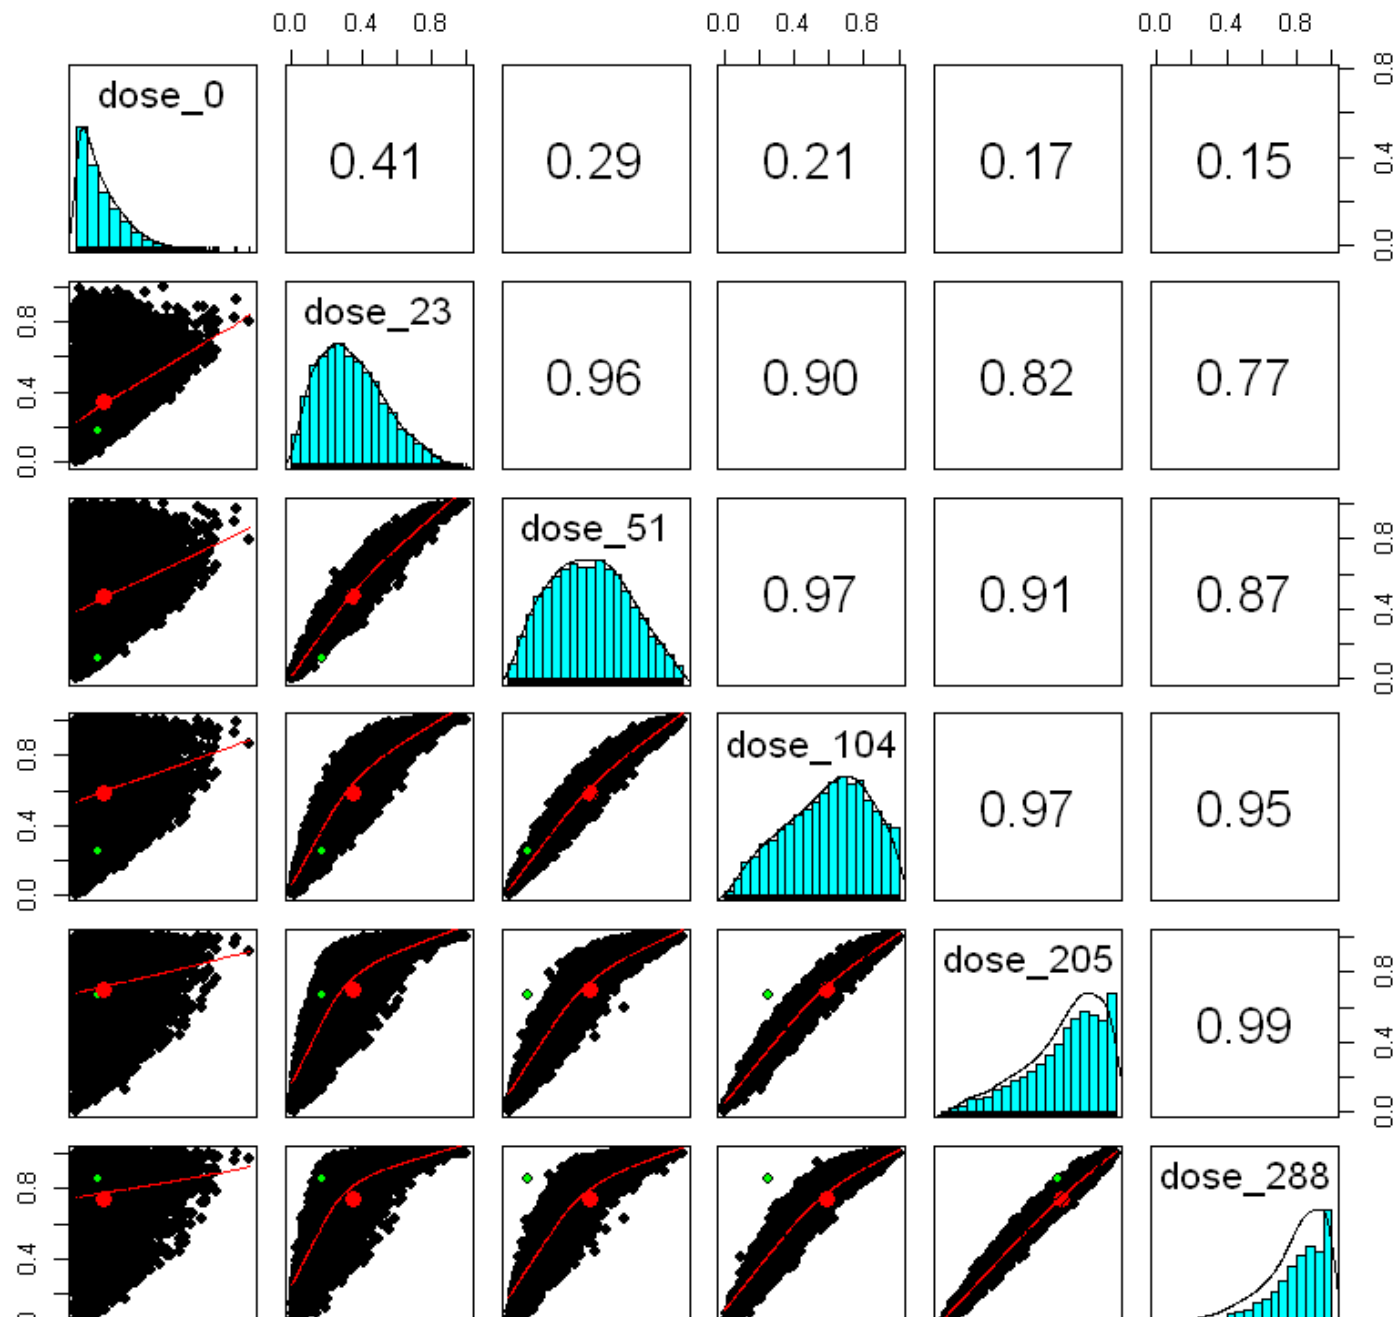 0.0 0.4 0.8 0.0 0.4 0.8 0.0 0.4 0.8
dose_0 0.41 0.29 0.21 0.17 0.15 0.0 0.4 0.8
0.0 0.4 0.8 dose_23 0.96 0.90 0.82 0.77
dose_51 0.97 0.91 0.87 0.0 0.4 0.8
0.0 0.4 0.8 dose_104 0.97 0.95
dose_205 0.99 0.0 0.4 0.8
0.4 0.8 dose_288